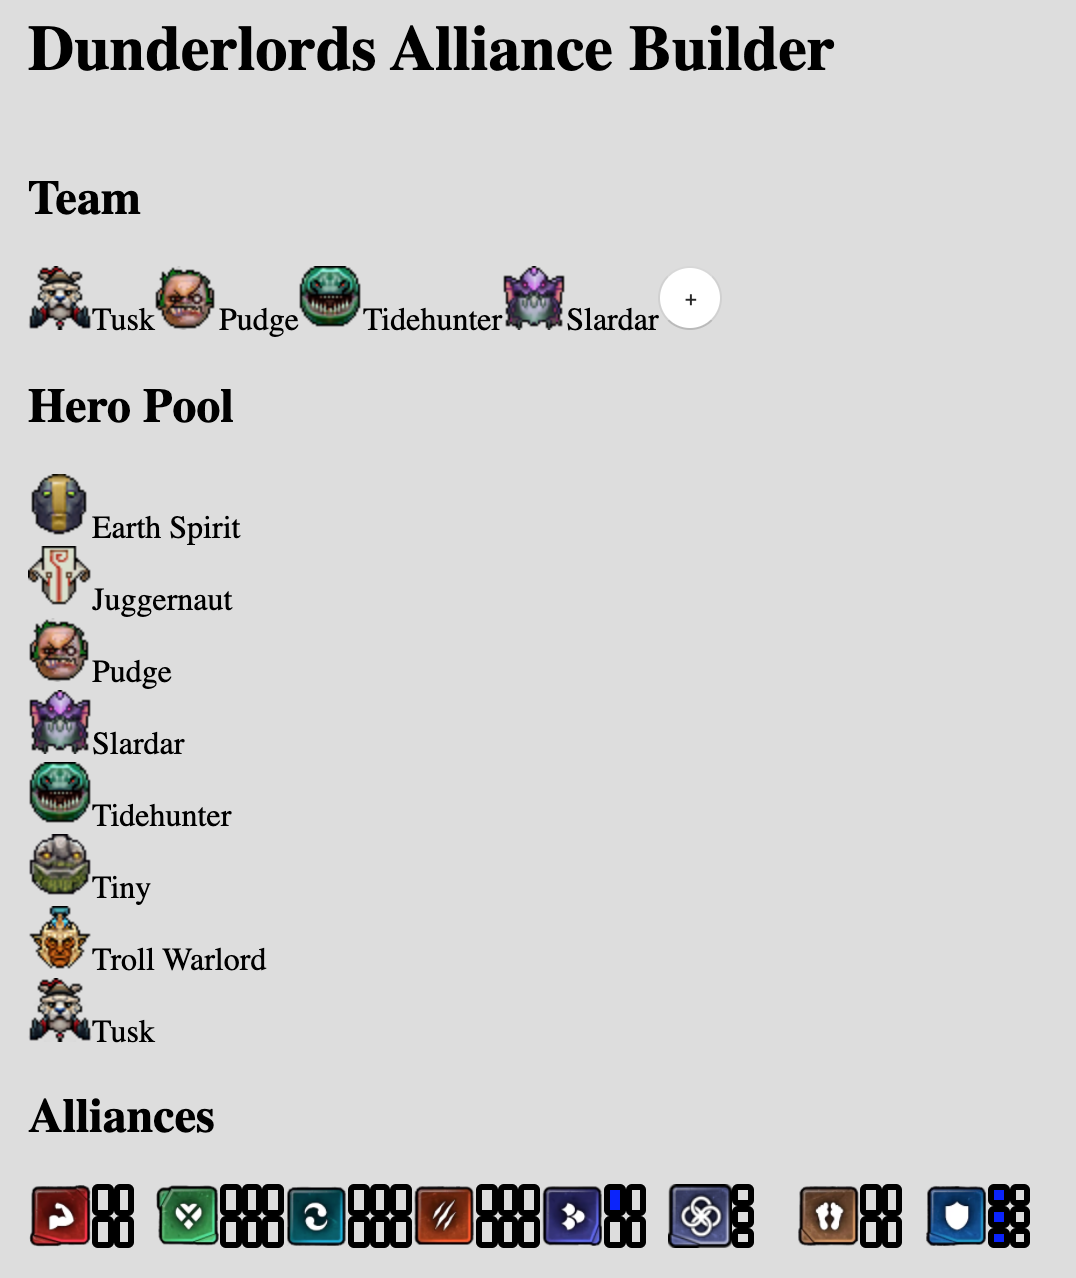 Dunderlords Alliance Builder
Team
Tusk Pudge Tidehunter Slardar +
Hero Pool
Earth Spirit
Juggernaut
Pudge
Slardar
Tidehunter
Tiny
Troll Warlord
Tusk
Alliances